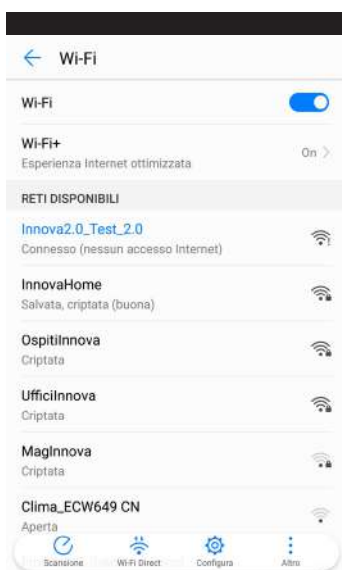 Wi-Fi
Wi-Fi
Wi-Fi+
Esperienza Internet ottimizzata
On
RETI DISPONIBILI
Innova2.0_Test_2.0
Connesso (nessun accesso Internet)
InnovaHome
Salvata, criptata (buona)
OspitiInnova
Criptata
UfficiInnova
Criptata
MagInnova
Criptata
Clima_ECW649 CN
Aperta
Scansione
Wi-Fi Direct
Configura
Altro